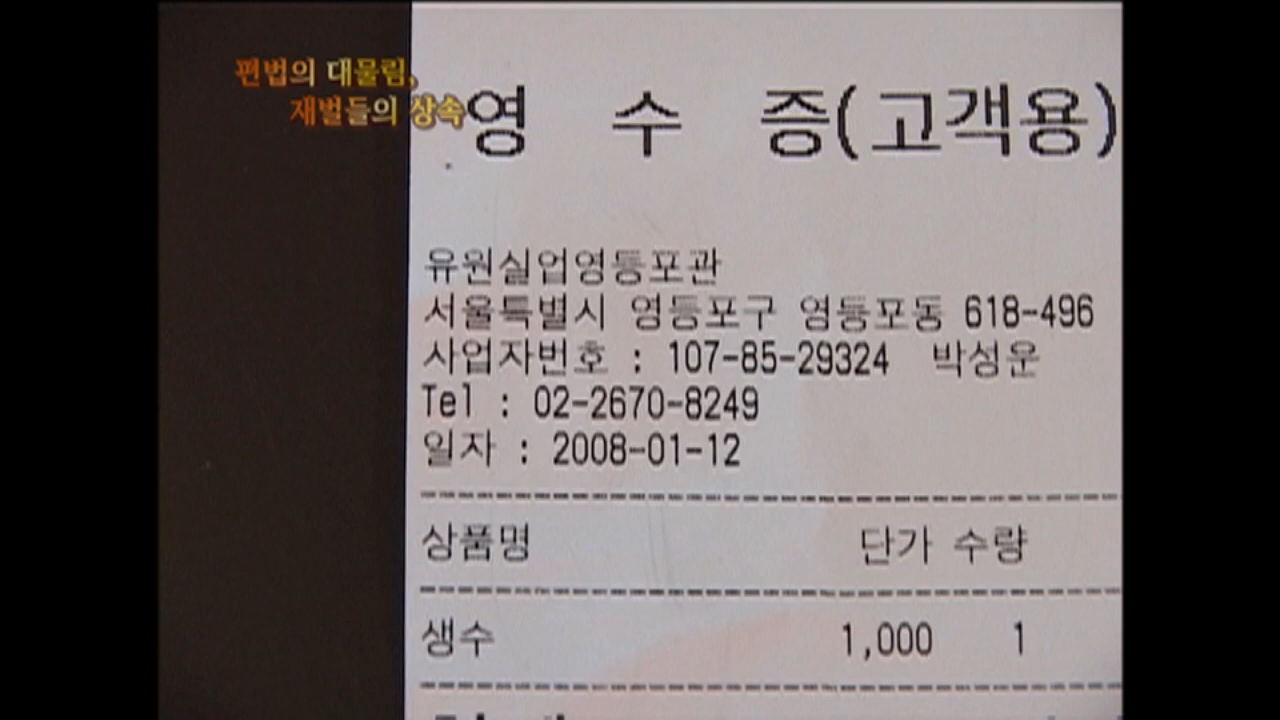 편법의 대물림,
재벌들의 상속
영 수 증(고객용)
유원실업영등포관
서울특별시 영등포구 영등포동 618-496
사업자번호 : 107-85-29324 박성운
Tel : 02-2670-8249
일자 : 2008-01-12
상품명 단가 수량
생수 1,000 1